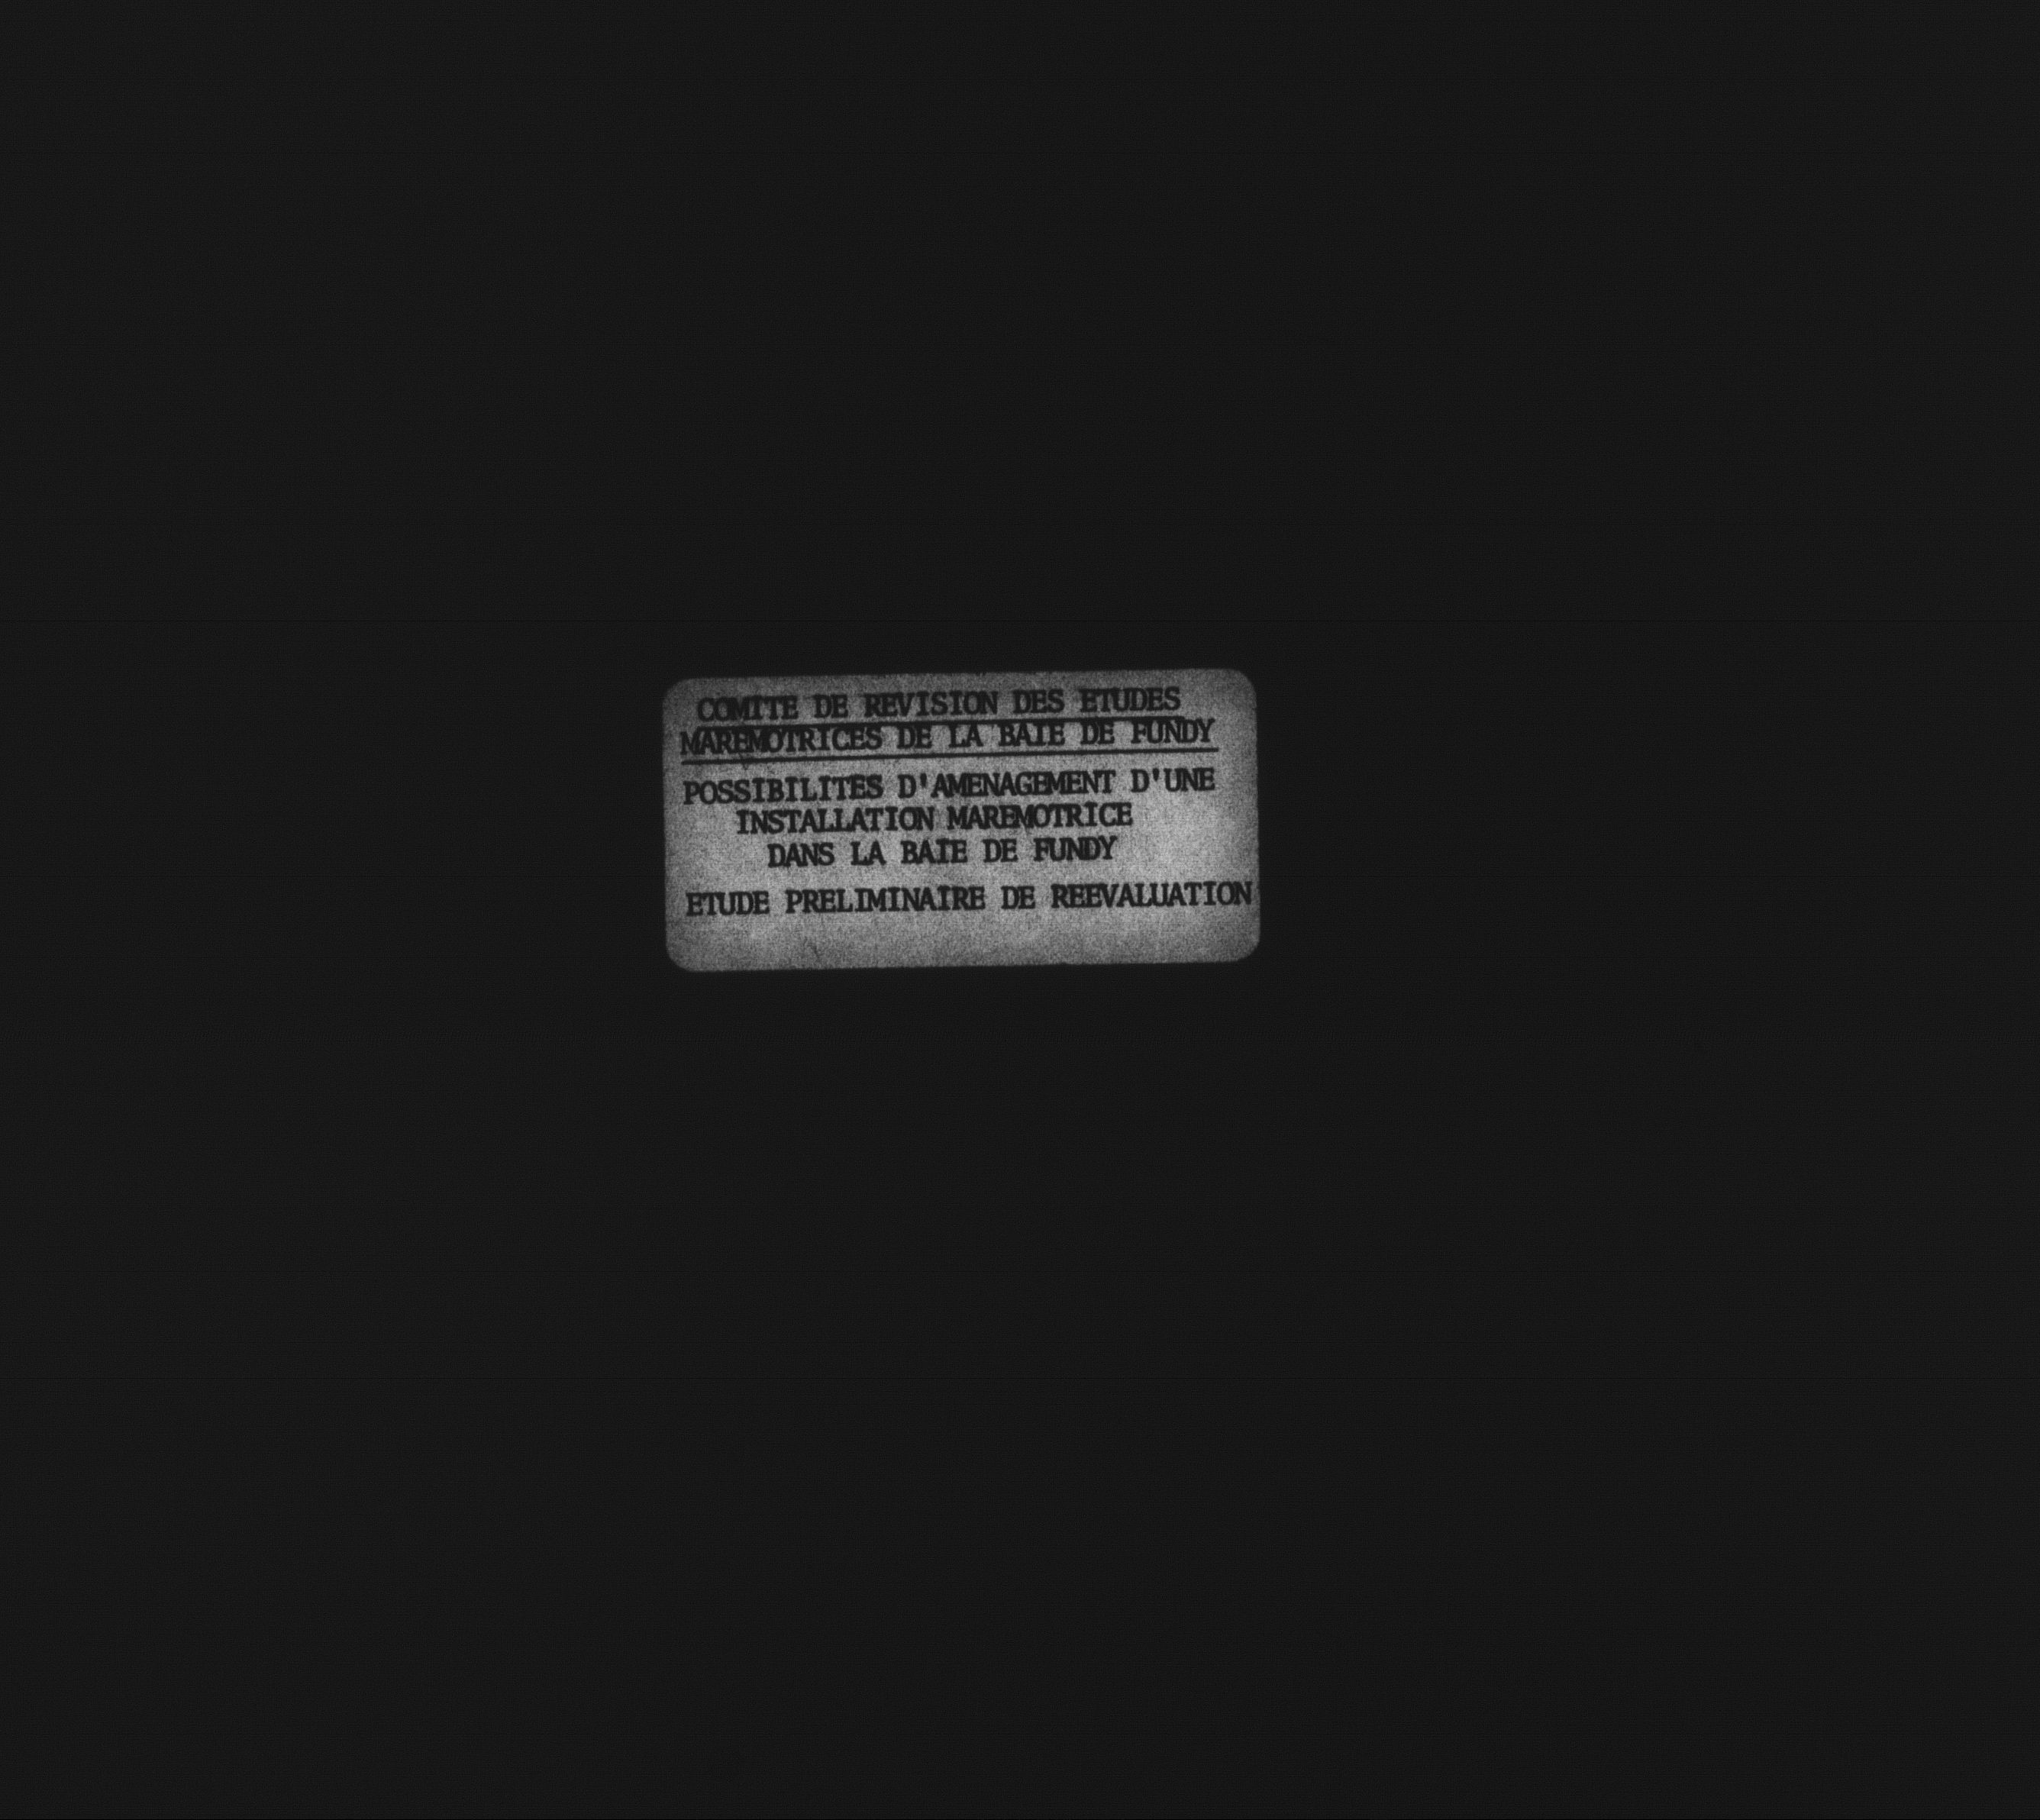 COMITE DE REVISION DES ETUDES
MAREMOTRICES DE LA BAIE DE FUNDY
POSSIBILITES D'AMENAGEMENT D'UNE
INSTALLATION MAREMOTRICE
DANS LA BAIE DE FUNDY
ETUDE PRELIMINAIRE DE REEVALUATION